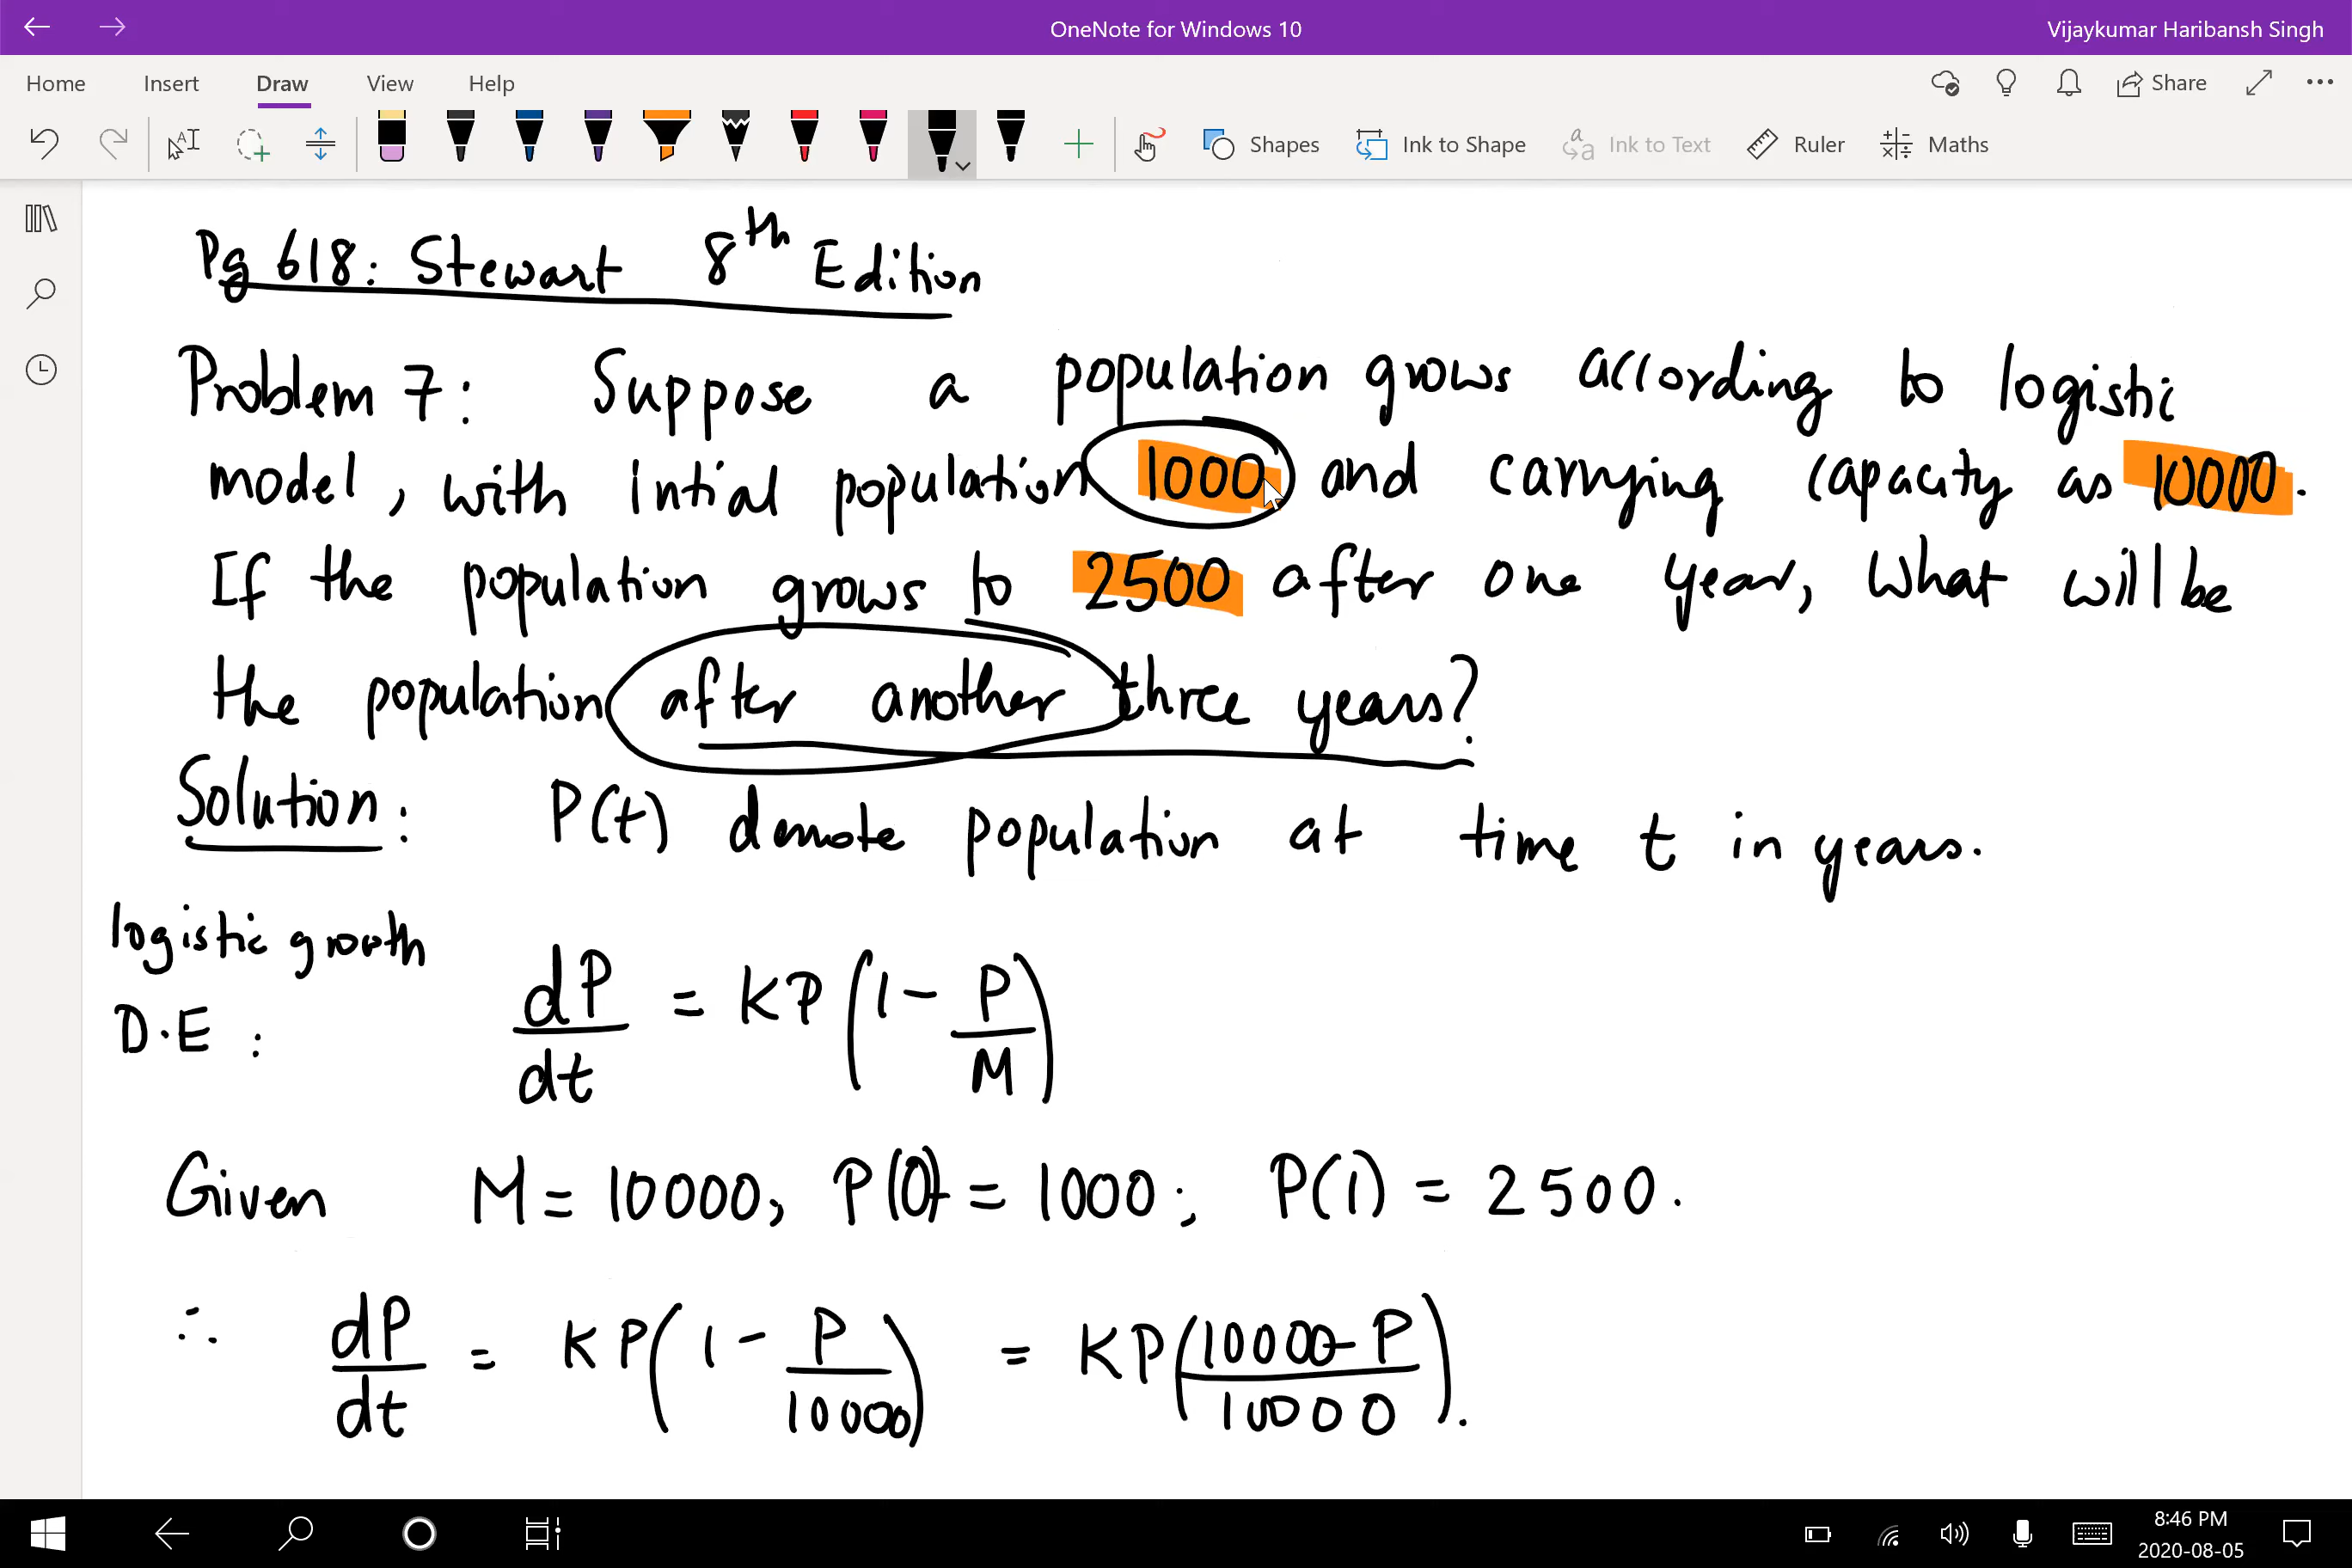 OneNote for Windows 10
Vijaykumar Haribansh Singh
Home Insert Draw View Help
Share
Shapes Ink to Shape Ink to Text Ruler Maths
Pg 618: Stewart 8th Edition
Problem 7: Suppose a population grows according to logistic
model, with intial population 1000 and carrying capacity as 10000.
If the population grows to 2500 after one year, What will be
the population after another three years?
Solution: P(t) denote population at time t in years.
logistic growth
D.E : dP/dt = KP(1 - P/M)
Given M = 10000, P(0) = 1000; P(1) = 2500.
∴ dP/dt = KP(1 - P/10000) = KP(10000-P/10000).
8:46 PM
2020-08-05